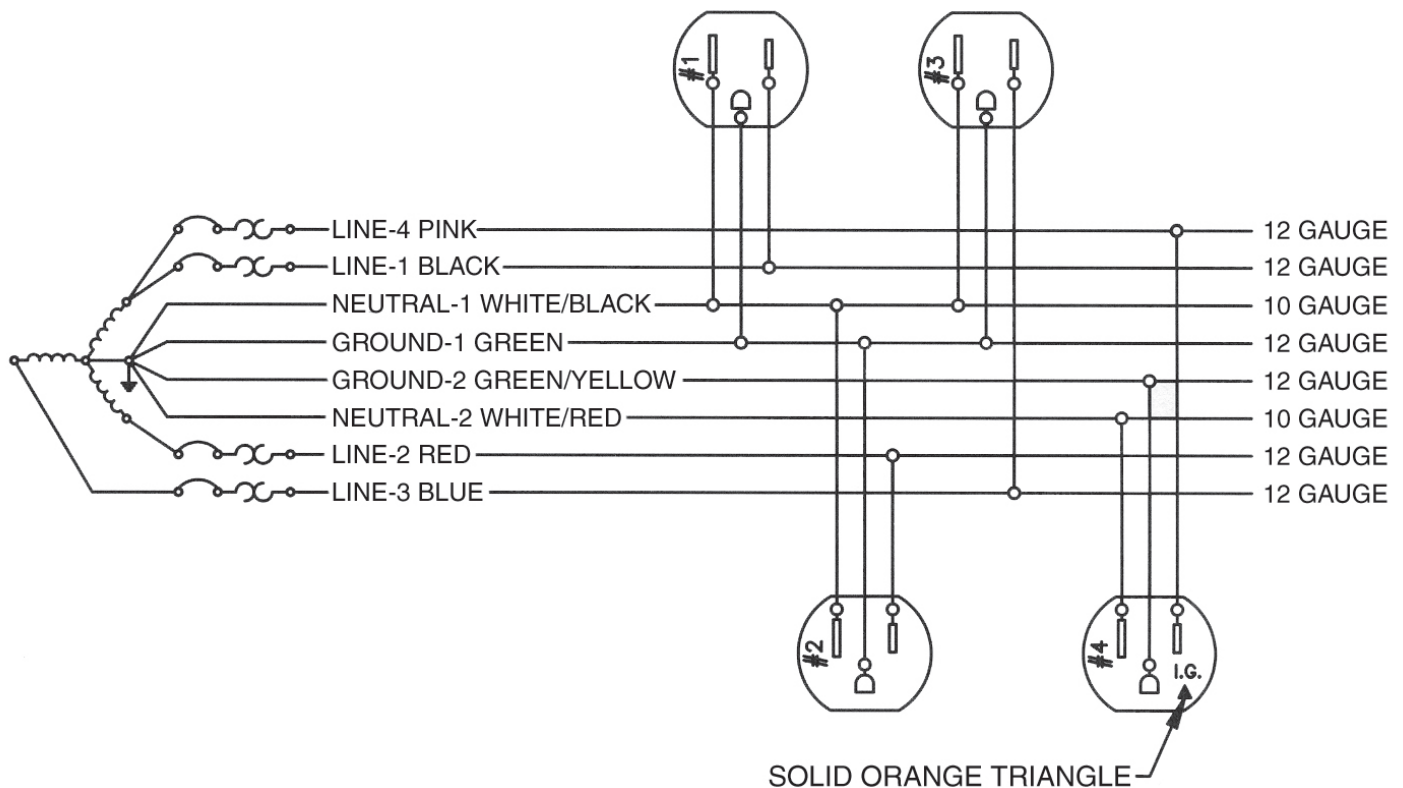 #1
#3
LINE-4 PINK 12 GAUGE
LINE-1 BLACK 12 GAUGE
NEUTRAL-1 WHITE/BLACK 10 GAUGE
GROUND-1 GREEN 12 GAUGE
GROUND-2 GREEN/YELLOW 12 GAUGE
NEUTRAL-2 WHITE/RED 10 GAUGE
LINE-2 RED 12 GAUGE
LINE-3 BLUE 12 GAUGE
#2
#4
I.G.
SOLID ORANGE TRIANGLE